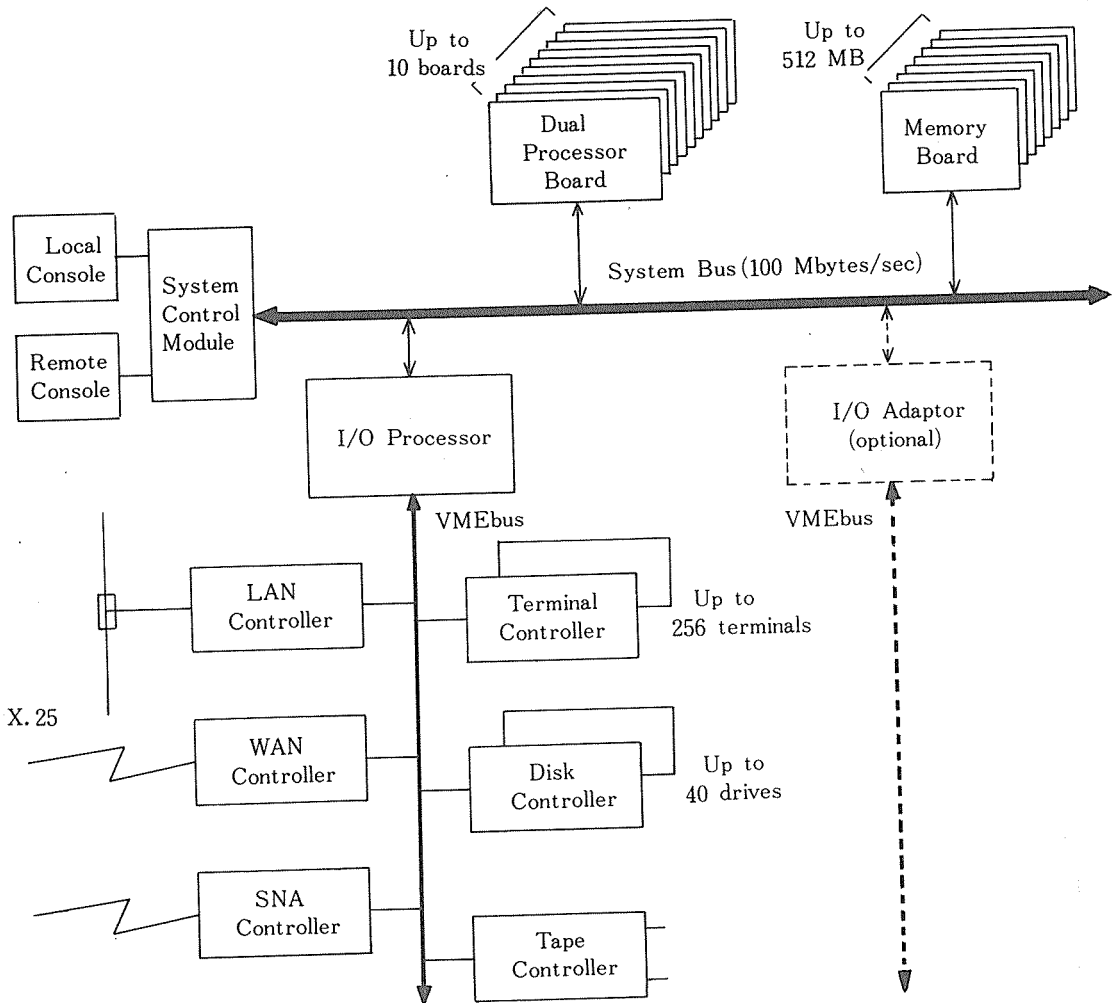 Up to
10 boards
Dual
Processor
Board
Up to
512 MB
Memory
Board
Local
Console
Remote
Console
System
Control
Module
System Bus (100 Mbytes/sec)
I/O Processor
I/O Adaptor
(optional)
VMEbus
VMEbus
LAN
Controller
Terminal
Controller
Up to
256 terminals
X.25
WAN
Controller
Disk
Controller
Up to
40 drives
SNA
Controller
Tape
Controller